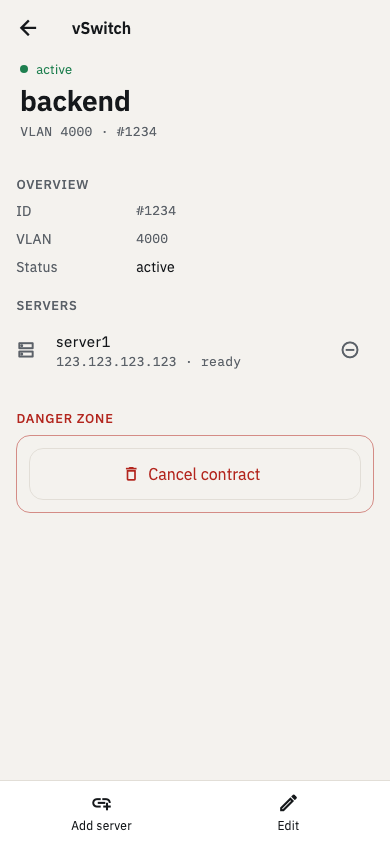 vSwitch
active
backend
VLAN 4000 · #1234
OVERVIEW
ID #1234
VLAN 4000
Status active
SERVERS
server1
123.123.123.123 · ready
DANGER ZONE
Cancel contract
Add server Edit